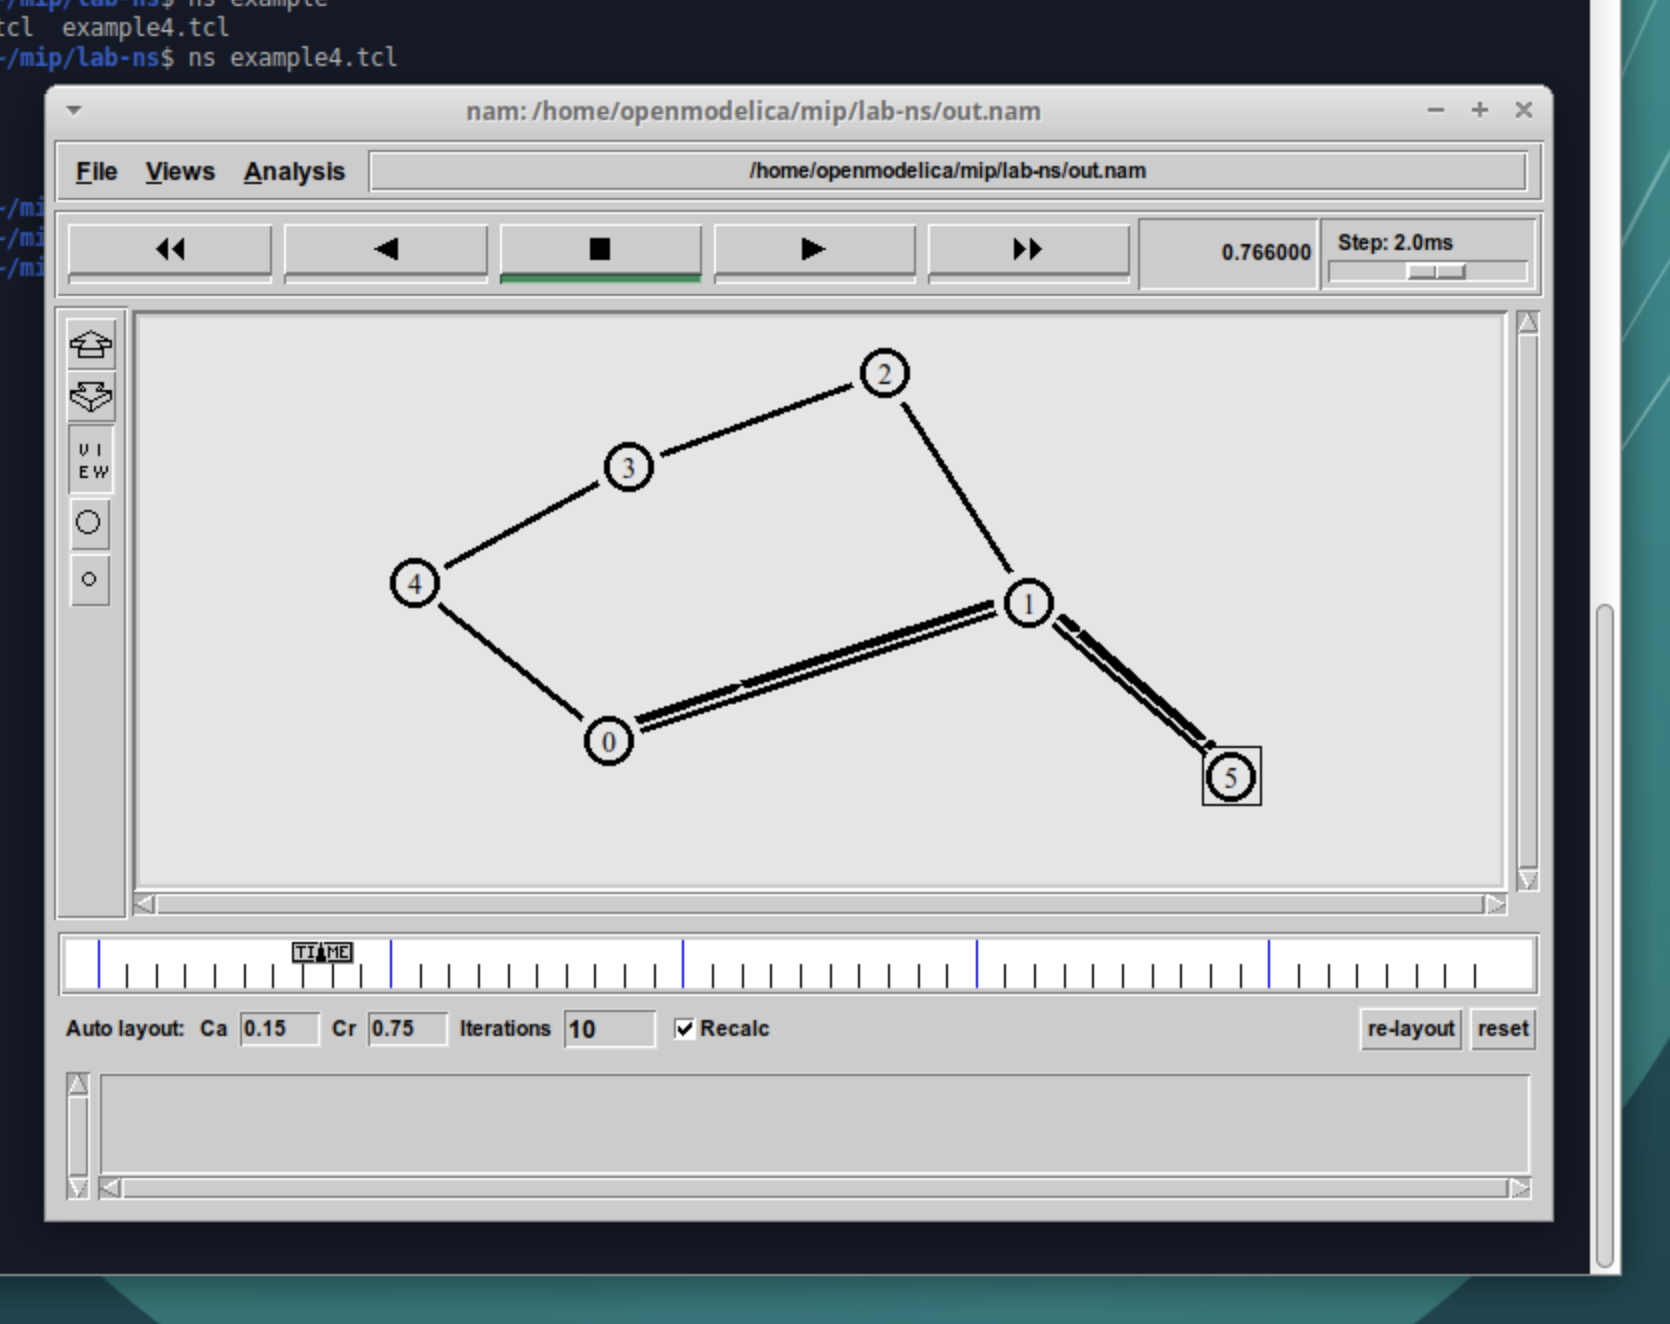 ~/mip/lab-ns$ ns example
tcl example4.tcl
~/mip/lab-ns$ ns example4.tcl
nam: /home/openmodelica/mip/lab-ns/out.nam
File Views Analysis /home/openmodelica/mip/lab-ns/out.nam
~/mi
~/mi
~/mi
0.766000
Step: 2.0ms
VI
EW
2
3
4
1
0
5
TIME
Auto layout: Ca 0.15 Cr 0.75 Iterations 10 Recalc re-layout reset